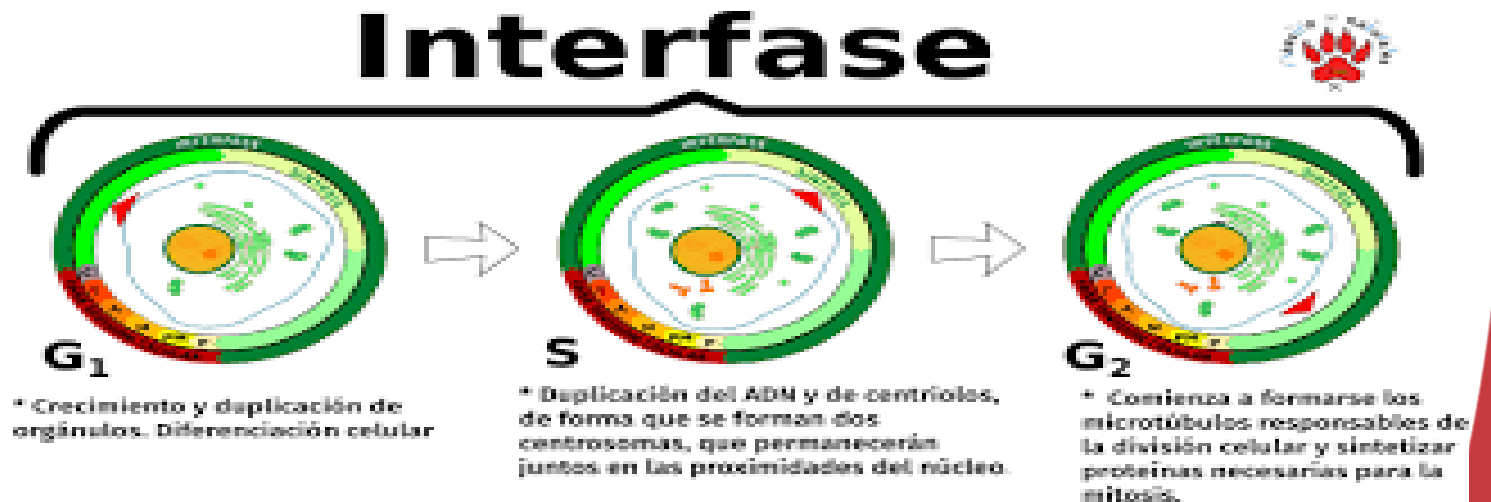 Interfase
G1
* Crecimiento y duplicación de
orgánulos. Diferenciación celular
S
* Duplicación del ADN y de centríolos,
de forma que se forman dos
centrosomas, que permanecerán
juntos en las proximidades del núcleo.
G2
* Comienza a formarse los
microtúbulos responsables de
la división celular y sintetizar
proteínas necesarias para la
mitosis.